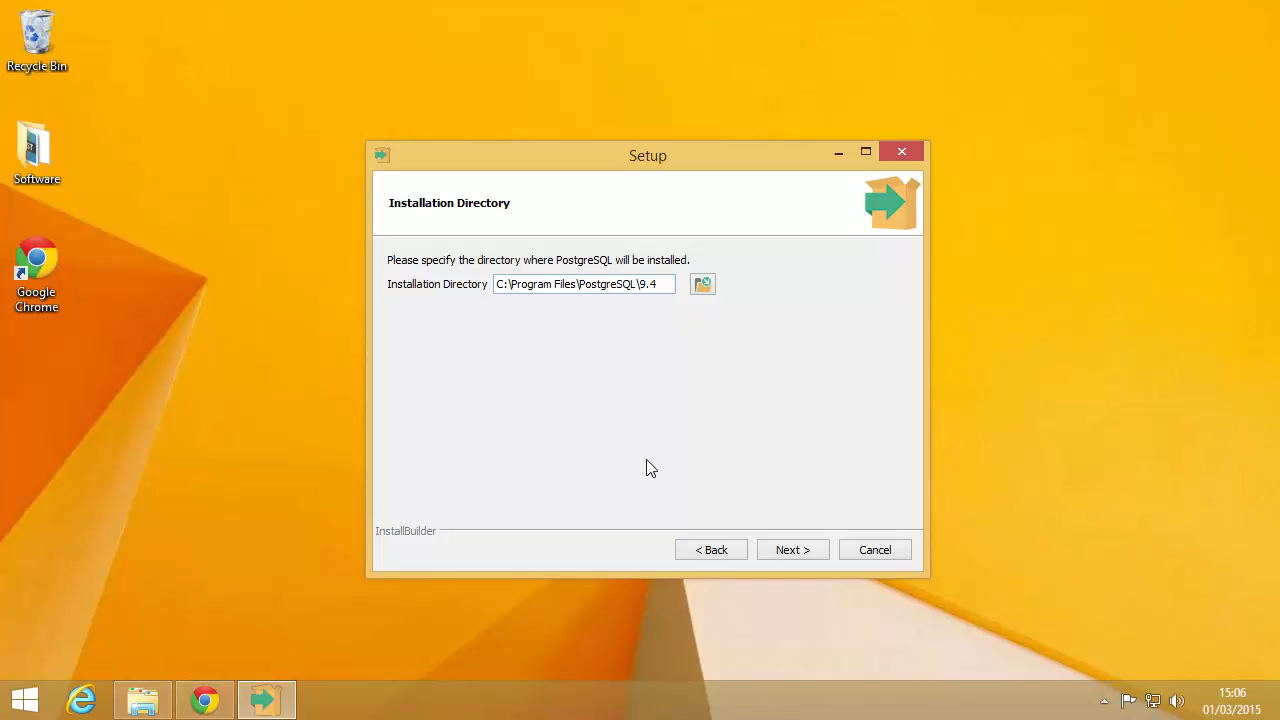 Recycle Bin
Software
Google
Chrome
Setup
Installation Directory
Please specify the directory where PostgreSQL will be installed.
Installation Directory C:\Program Files\PostgreSQL\9.4
InstallBuilder
< Back Next > Cancel
15:06
01/03/2015